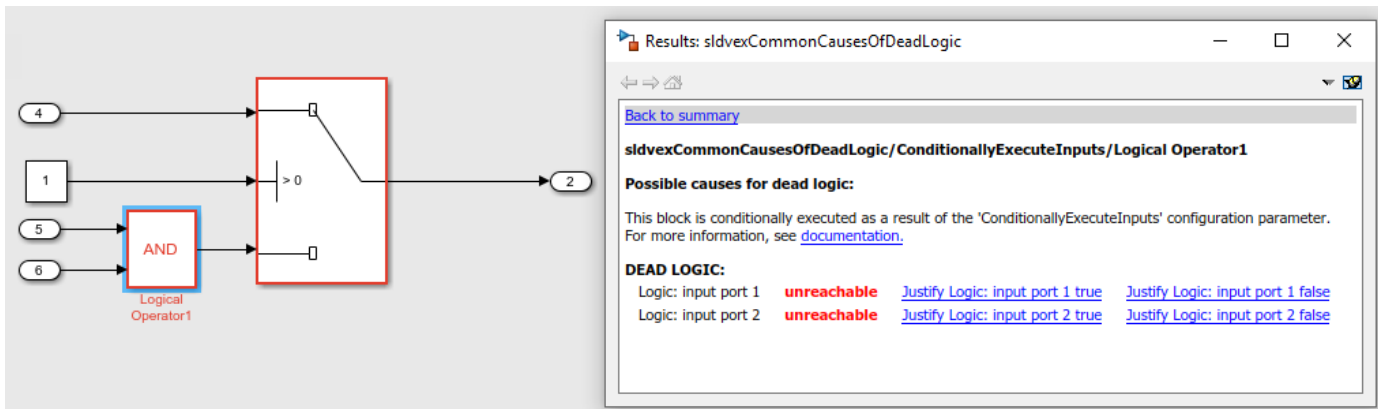 4
1
> 0
2
5
6
AND
Logical
Operator1
Results: sldvexCommonCausesOfDeadLogic
Back to summary
sldvexCommonCausesOfDeadLogic/ConditionallyExecuteInputs/Logical Operator1
Possible causes for dead logic:
This block is conditionally executed as a result of the 'ConditionallyExecuteInputs' configuration parameter.
For more information, see documentation.
DEAD LOGIC:
Logic: input port 1 unreachable Justify Logic: input port 1 true Justify Logic: input port 1 false
Logic: input port 2 unreachable Justify Logic: input port 2 true Justify Logic: input port 2 false